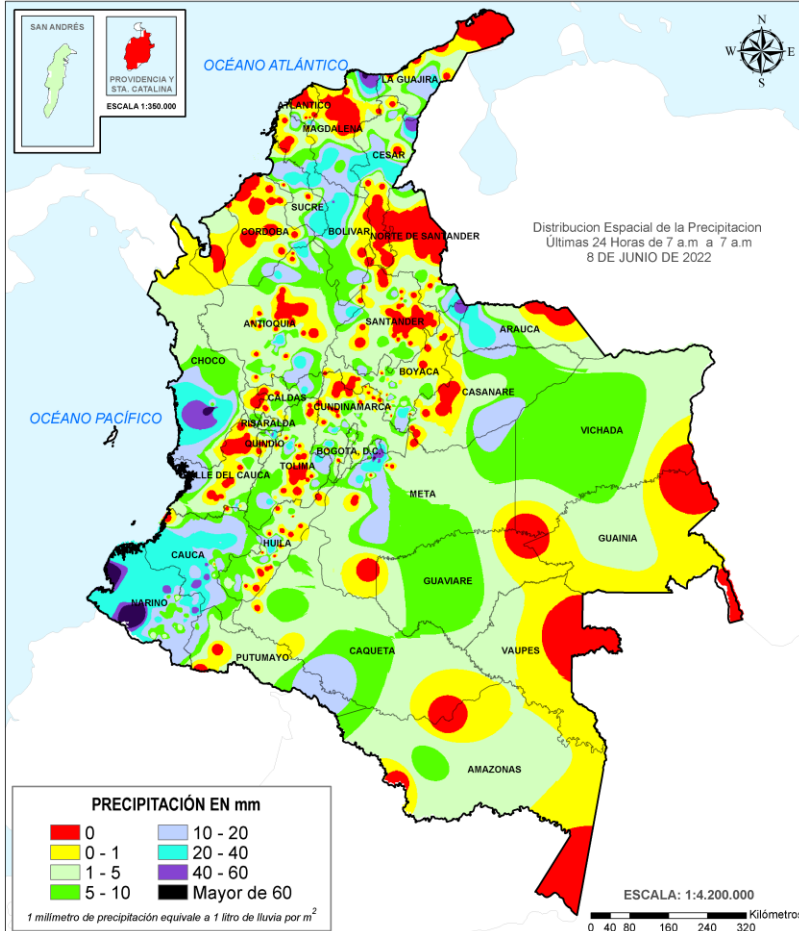 SAN ANDRÉS
PROVIDENCIA Y
STA. CATALINA
ESCALA 1:350.000
OCÉANO ATLÁNTICO
N
W
E
S
LA GUAJIRA
ATLANTICO
MAGDALENA
CESAR
SUCRE
CORDOBA
BOLIVAR
NORTE DE SANTANDER
Distribucion Espacial de la Precipitacion
Últimas 24 Horas de 7 a.m a 7 a.m
8 DE JUNIO DE 2022
ANTIOQUIA
SANTANDER
ARAUCA
CHOCO
BOYACA
CASANARE
CALDAS
CUNDINAMARCA
OCÉANO PACÍFICO
RISARALDA
VICHADA
QUINDIO
BOGOTA, D.C.
TOLIMA
LLE DEL CAUCA
META
GUAINIA
HUILA
CAUCA
GUAVIARE
NARINO
CAQUETA
VAUPES
PUTUMAYO
AMAZONAS
PRECIPITACIÓN EN mm
0
10 - 20
0 - 1
20 - 40
1 - 5
40 - 60
5 - 10
Mayor de 60
1 milímetro de precipitación equivale a 1 litro de lluvia por m2
ESCALA: 1:4.200.000
Kilómetros
0 40 80 160 240 320